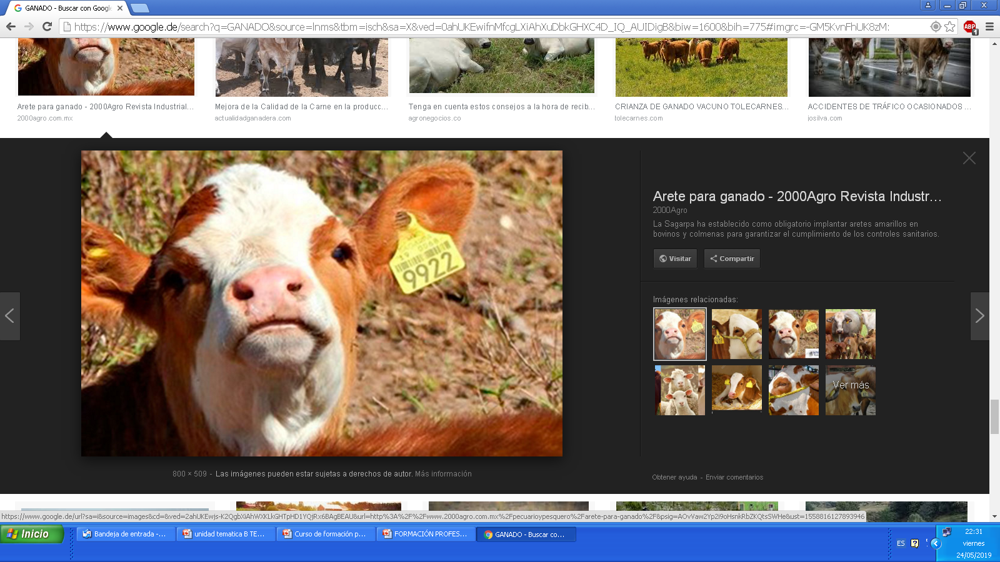 GANADO - Buscar con Google
https://www.google.de/search?q=GANADO&source=lnms&tbm=isch&sa=X&ved=0ahUKEwifnMfcgLXiAhXuDbkGHXC4D_IQ_AUIDigB&biw=1600&bih=775#imgrc=-GM5KvnFhUK8zM:
ABP
1
Arete para ganado - 2000Agro Revista Industrial...
2000agro.com.mx
Mejora de la Calidad de la Carne en la producc...
actualidadganadera.com
Tenga en cuenta estos consejos a la hora de recib...
agronegocios.co
CRIANZA DE GANADO VACUNO TOLECARNES...
tolecarnes.com
ACCIDENTES DE TRÁFICO OCASIONADOS ...
josilva.com
9922
Arete para ganado - 2000Agro Revista Industr...
2000Agro
La Sagarpa ha establecido como obligatorio implantar aretes amarillos en
bovinos y colmenas para garantizar el cumplimiento de los controles sanitarios.
Visitar
Compartir
Imágenes relacionadas:
Ver más
800 × 509 - Las imágenes pueden estar sujetas a derechos de autor. Más información
Obtener ayuda - Enviar comentarios
https://www.google.de/url?sa=i&source=images&cd=&ved=2ahUKEwjs-K2QgbXiAhWXKLkGHTpHD1YQjRx6BAgBEAU&url=http%3A%2F%2Fwww.2000agro.com.mx%2Fpecuarioypesquero%2Farete-para-ganado%2F&psig=AOvVaw2Yp2i9oHsnkRbZKQtsSWHe&ust=1558816127893946
Inicio
Bandeja de entrada -...
unidad tematica B TE...
Curso de formación p...
FORMACIÓN PROFES...
GANADO - Buscar co...
ES
22:31
viernes
24/05/2019